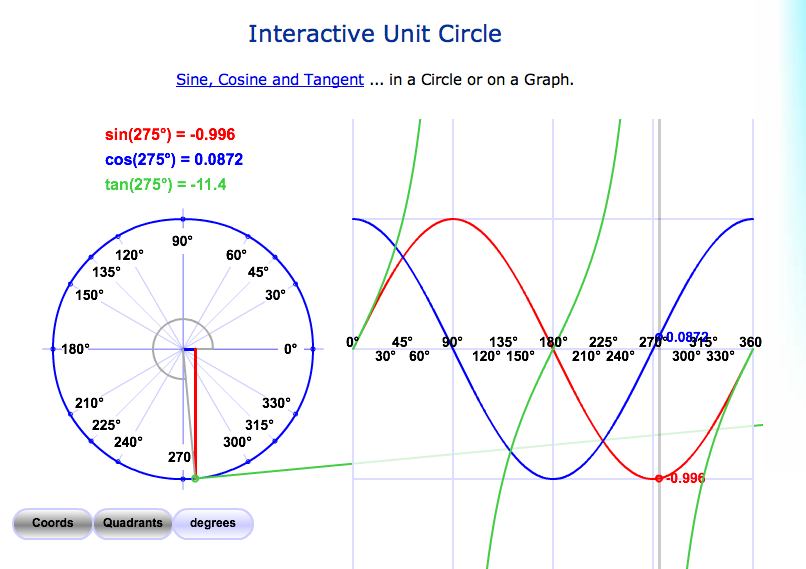 Interactive Unit Circle
Sine, Cosine and Tangent ... in a Circle or on a Graph.
sin(275°) = -0.996
cos(275°) = 0.0872
tan(275°) = -11.4
90°
120° 60°
135° 45°
150° 30°
180° 0°
210° 330°
225° 315°
240° 300°
270
0° 45° 90° 135° 180° 225° 270° 0.0872 315° 360
30° 60° 120° 150° 210° 240° 300° 330°
-0.996
Coords Quadrants degrees